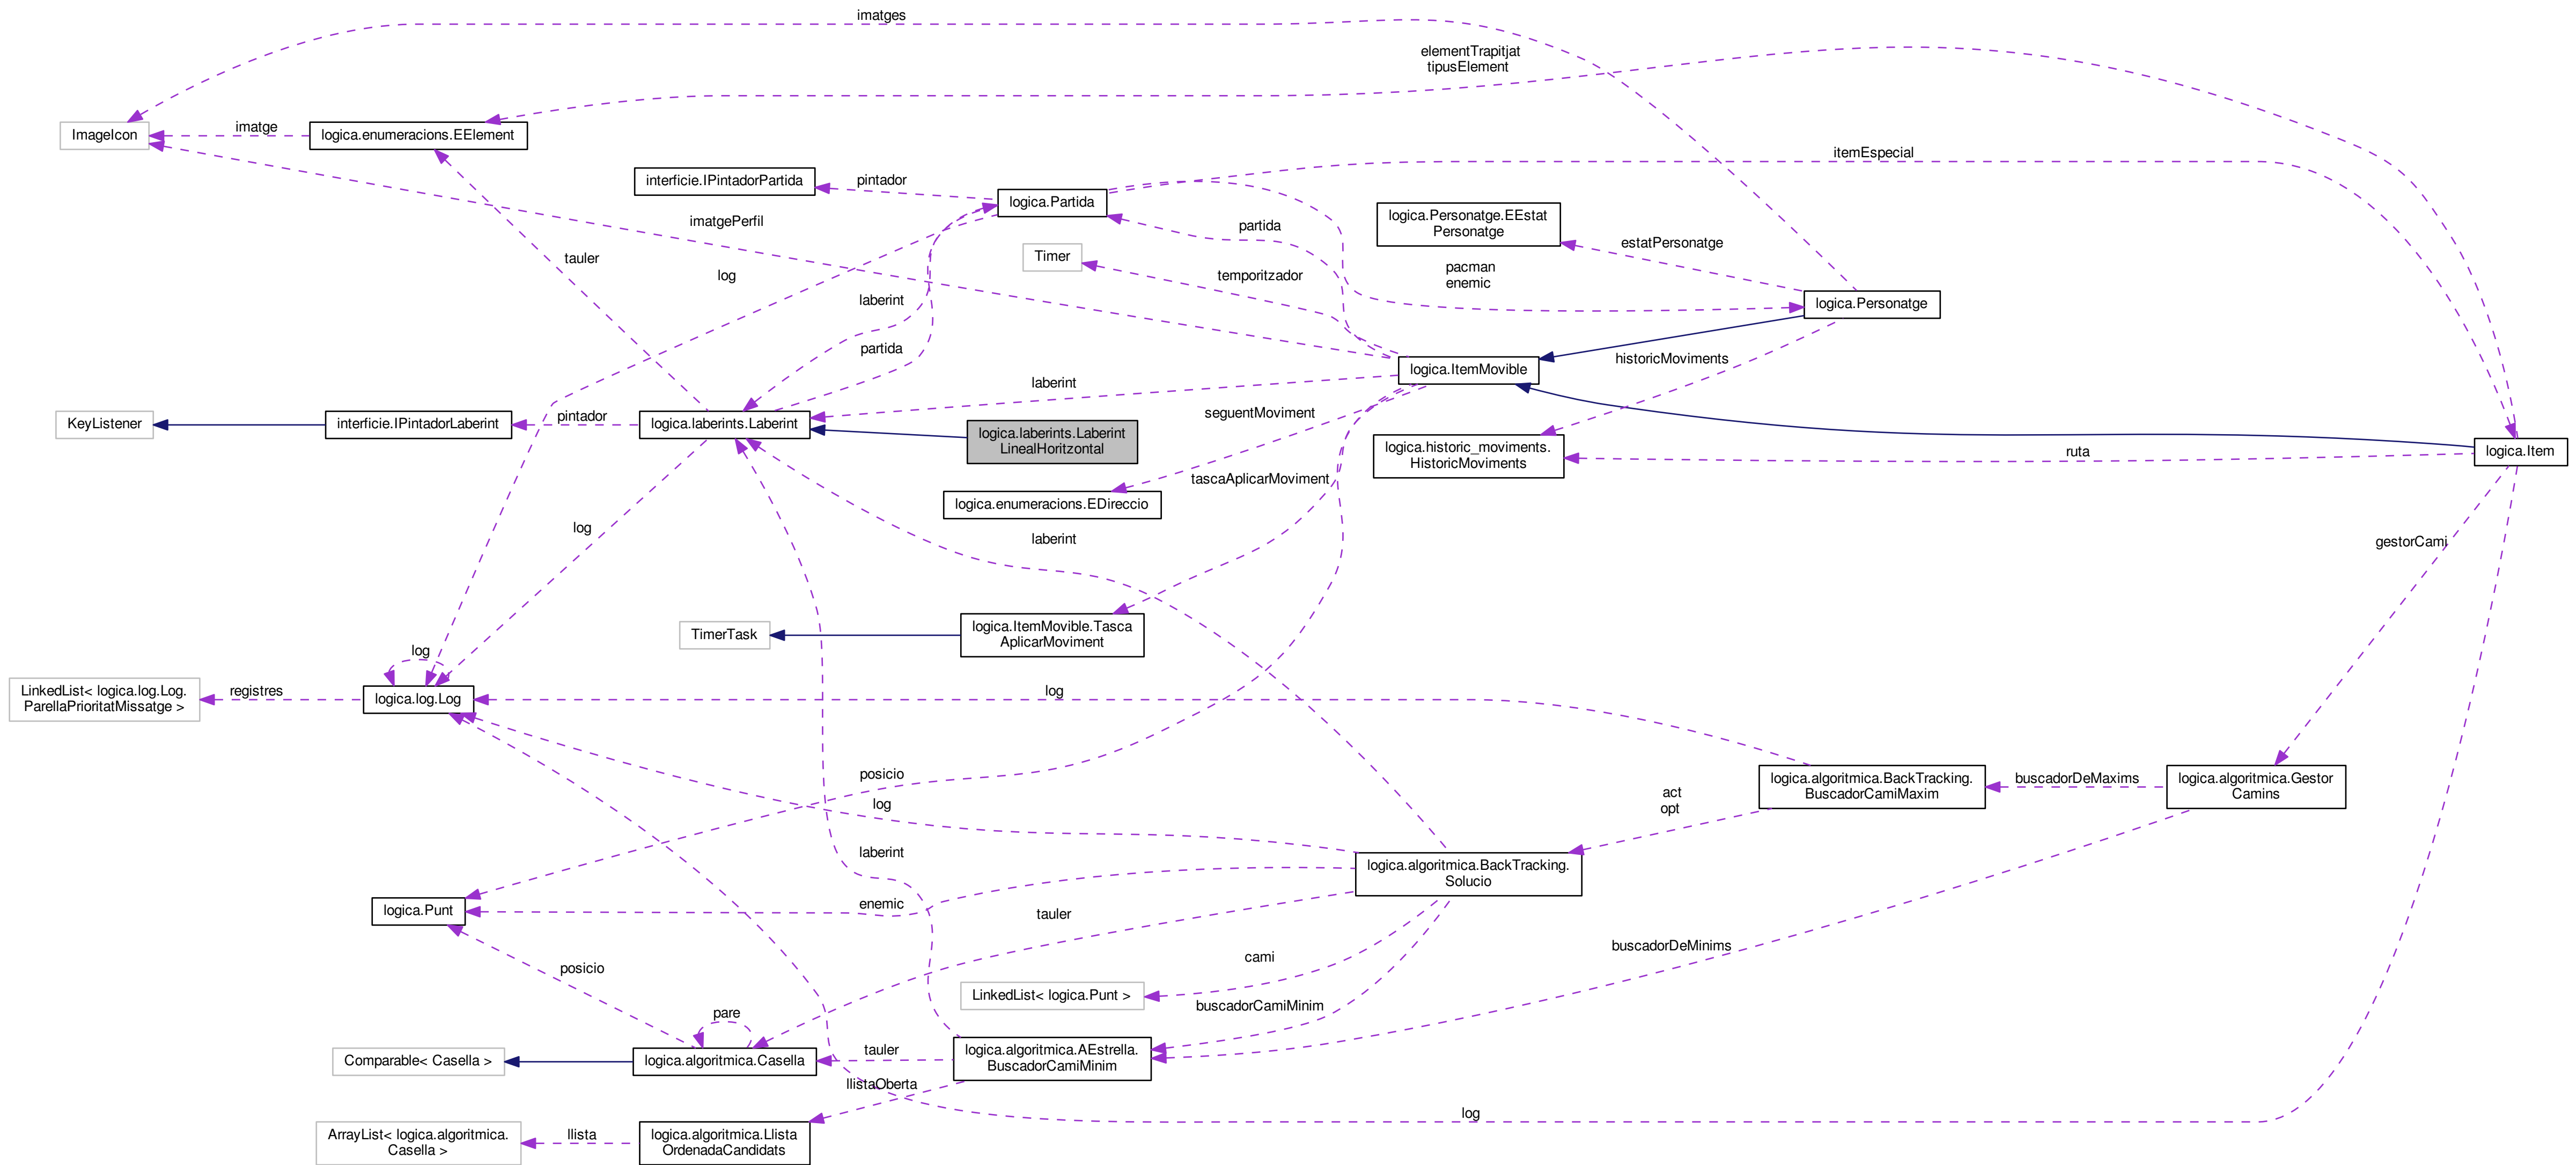 imatges
elementTrapitjat
tipusElement
ImageIcon
imatge
logica.enumeracions.EElement
itemEspecial
interficie.IPintadorPartida
pintador
logica.Partida
imatgePerfil
logica.Personatge.EEstat
Personatge
partida
estatPersonatge
tauler
Timer
log
temporitzador
pacman
enemic
laberint
logica.Personatge
partida
historicMoviments
logica.ItemMovible
laberint
seguentMoviment
KeyListener
interficie.IPintadorLaberint
pintador
logica.laberints.Laberint
logica.laberints.Laberint
LinealHoritzontal
logica.historic_moviments.
HistoricMoviments
ruta
logica.Item
tascaAplicarMoviment
logica.enumeracions.EDireccio
log
laberint
gestorCami
TimerTask
logica.ItemMovible.Tasca
AplicarMoviment
log
LinkedList< logica.log.Log.
ParellaPrioritatMissatge >
registres
logica.log.Log
log
posicio
log
logica.algoritmica.BackTracking.
BuscadorCamiMaxim
buscadorDeMaxims
logica.algoritmica.Gestor
Camins
act
opt
laberint
logica.algoritmica.BackTracking.
Solucio
logica.Punt
enemic
tauler
buscadorDeMinims
posicio
cami
LinkedList< logica.Punt >
buscadorCamiMinim
pare
Comparable< Casella >
logica.algoritmica.Casella
tauler
logica.algoritmica.AEstrella.
BuscadorCamiMinim
llistaOberta
log
ArrayList< logica.algoritmica.
Casella >
llista
logica.algoritmica.Llista
OrdenadaCandidats